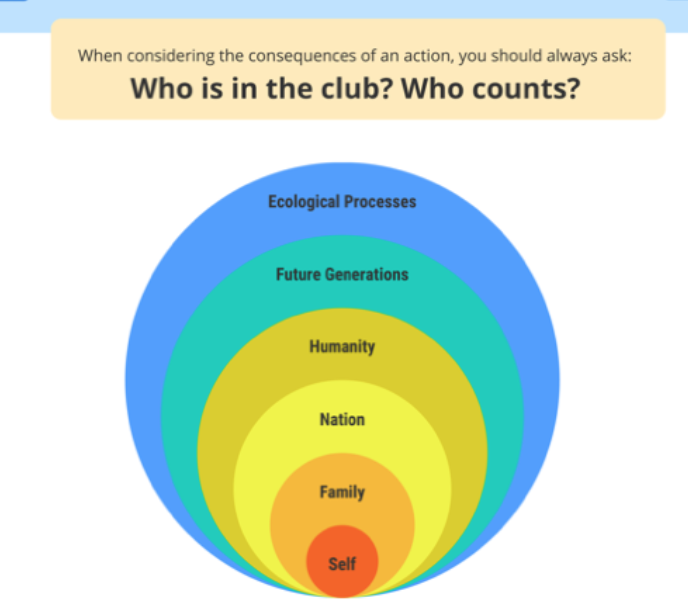 When considering the consequences of an action, you should always ask:
Who is in the club? Who counts?
Ecological Processes
Future Generations
Humanity
Nation
Family
Self